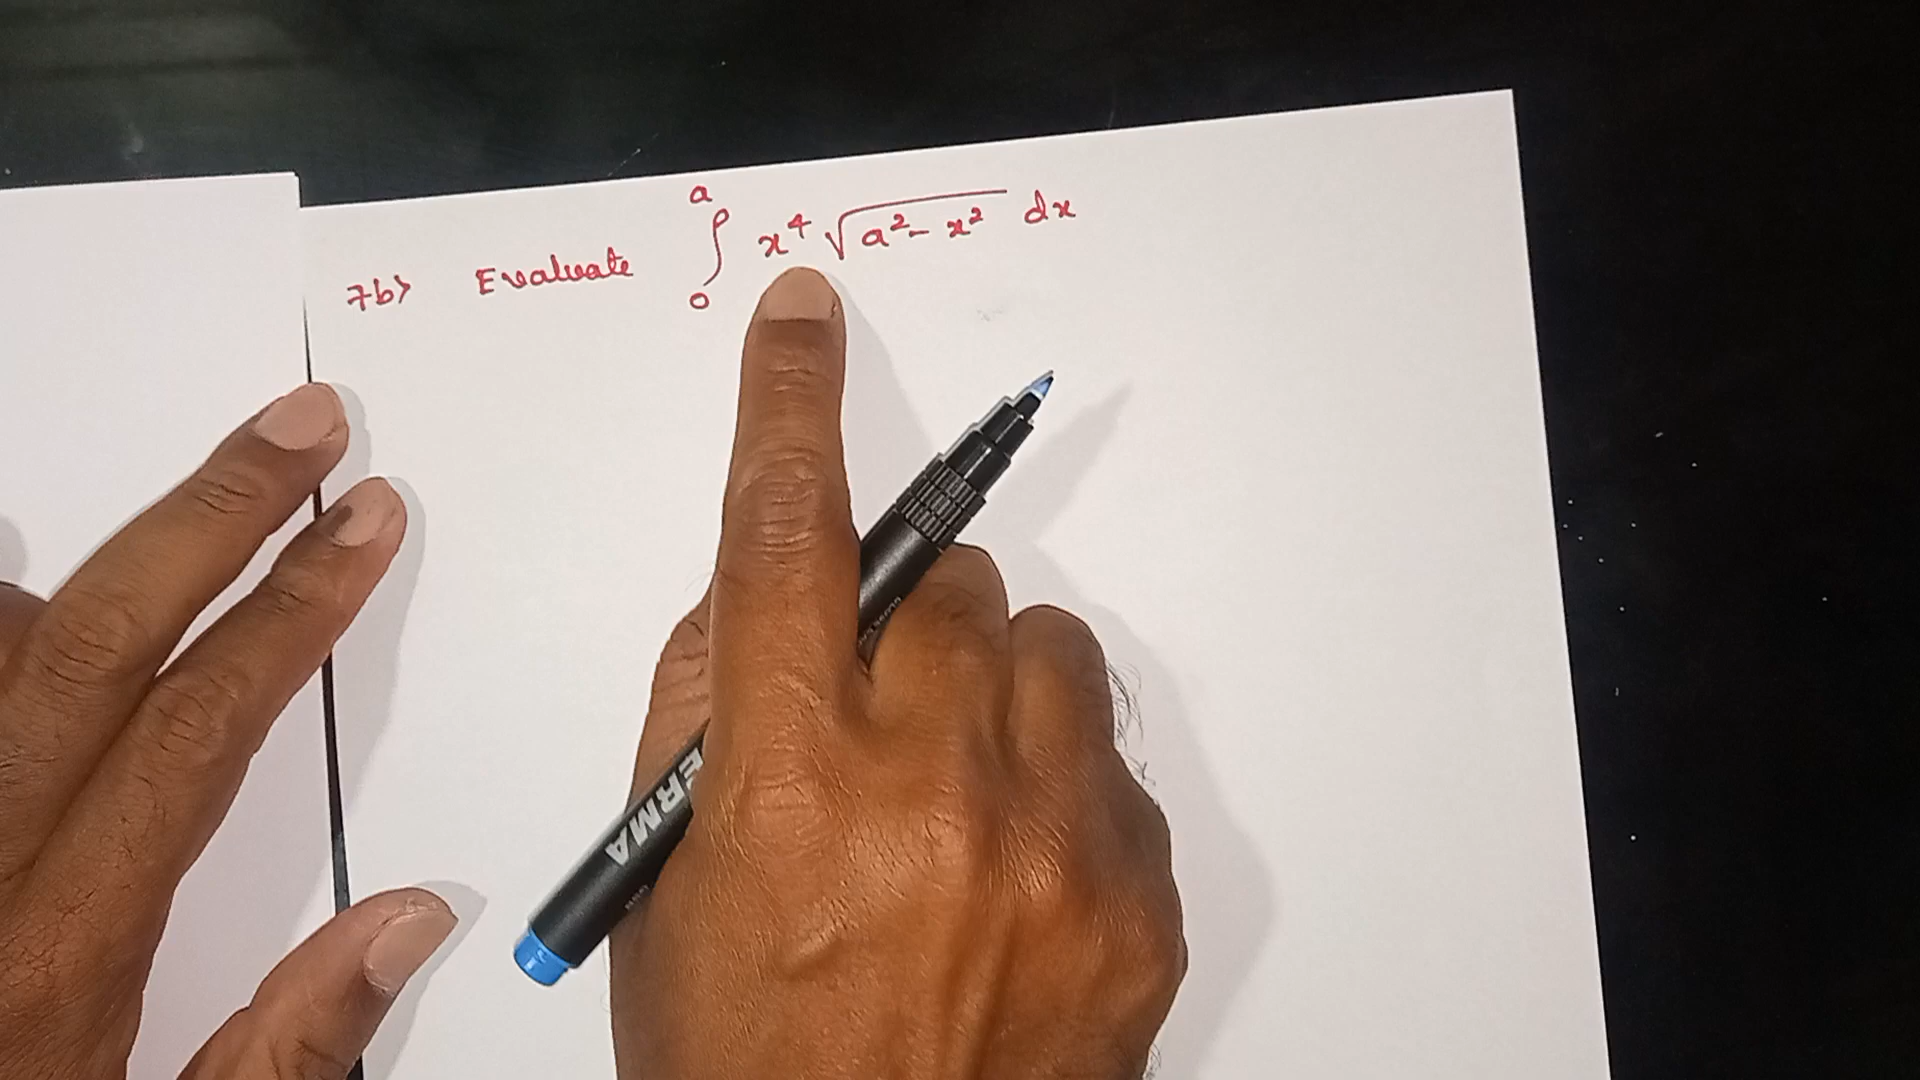 7b) Evaluate ∫₀ᵃ x⁴ √(a² - x²) dx
ERMA